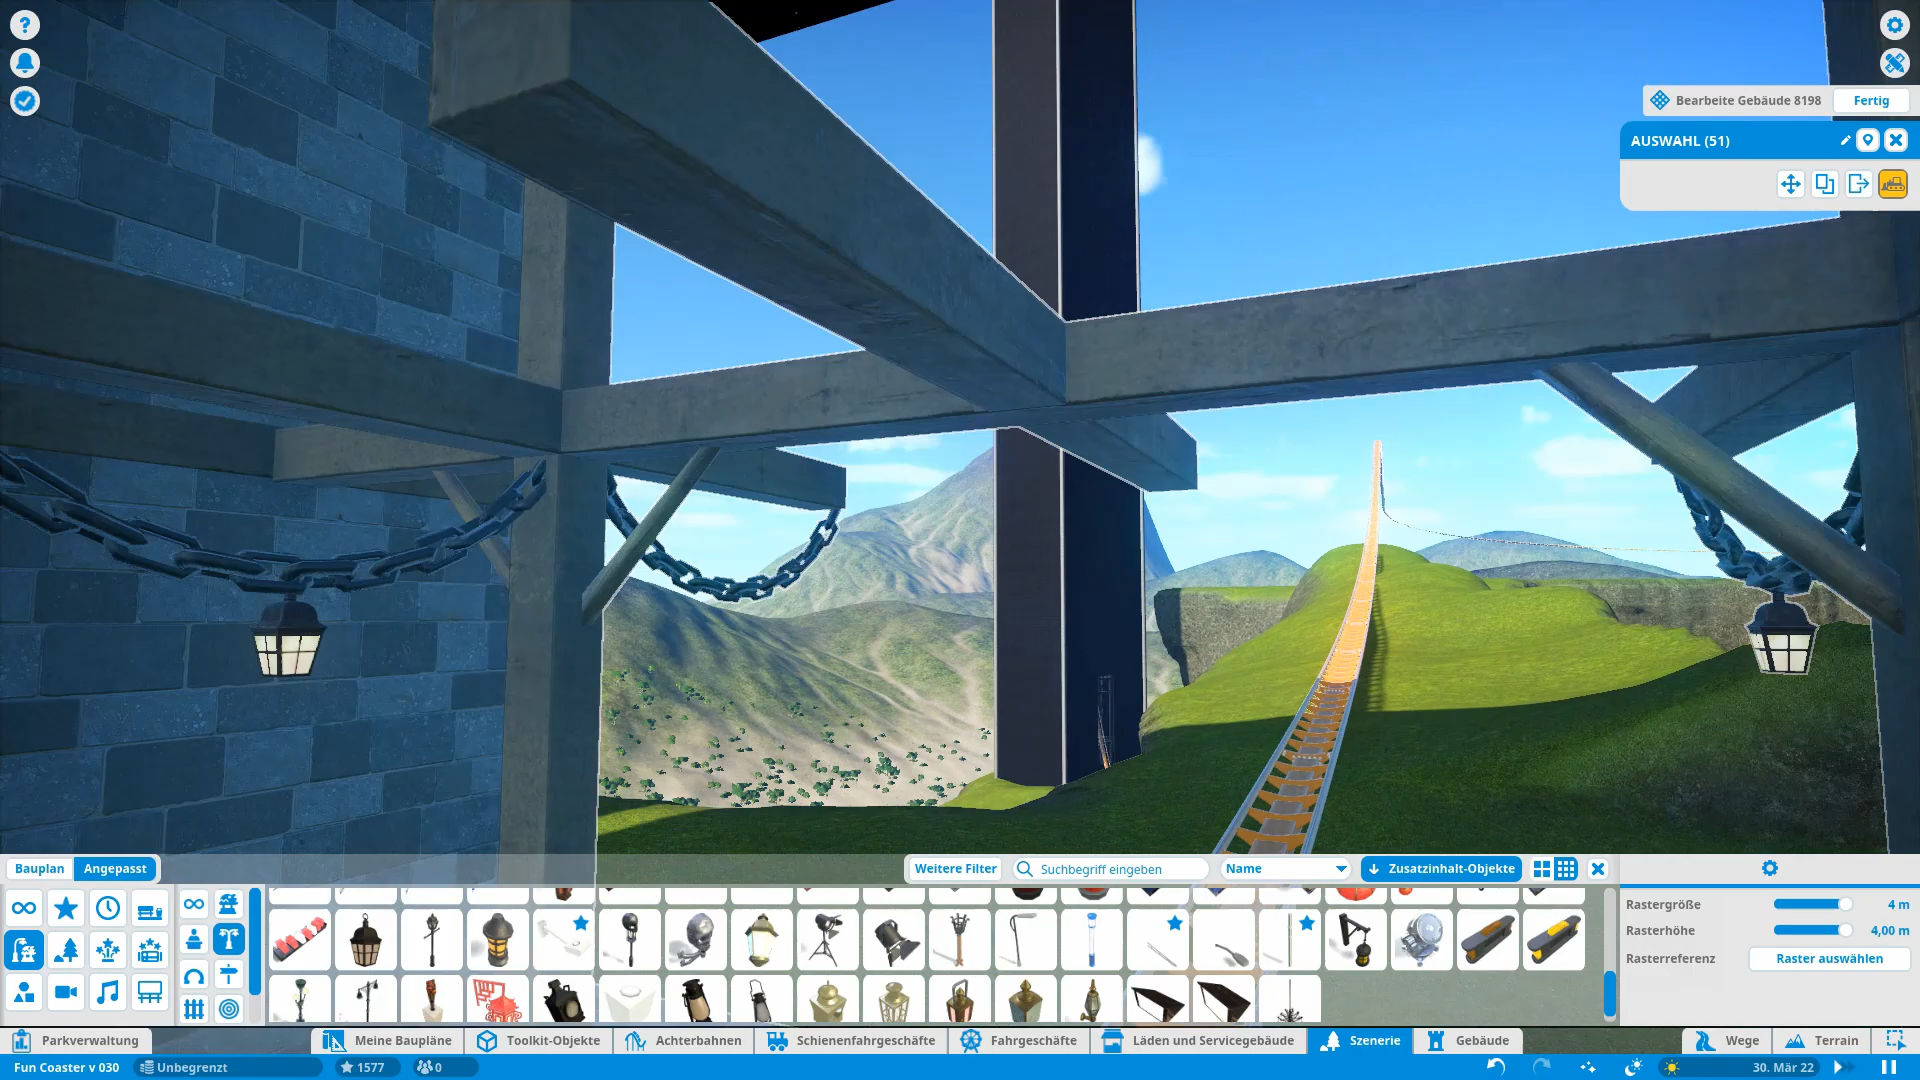 Bearbeite Gebäude 8198
Fertig
AUSWAHL (51)
Bauplan
Angepasst
Weitere Filter
Suchbegriff eingeben
Name
Zusatzinhalt-Objekte
Rastergröße
4 m
Rasterhöhe
4,00 m
Rasterreferenz
Raster auswählen
Parkverwaltung
Meine Baupläne
Toolkit-Objekte
Achterbahnen
Schienenfahrgeschäfte
Fahrgeschäfte
Läden und Servicegebäude
Szenerie
Gebäude
Wege
Terrain
Fun Coaster v 030
Unbegrenzt
1577
0
30. Mär 22